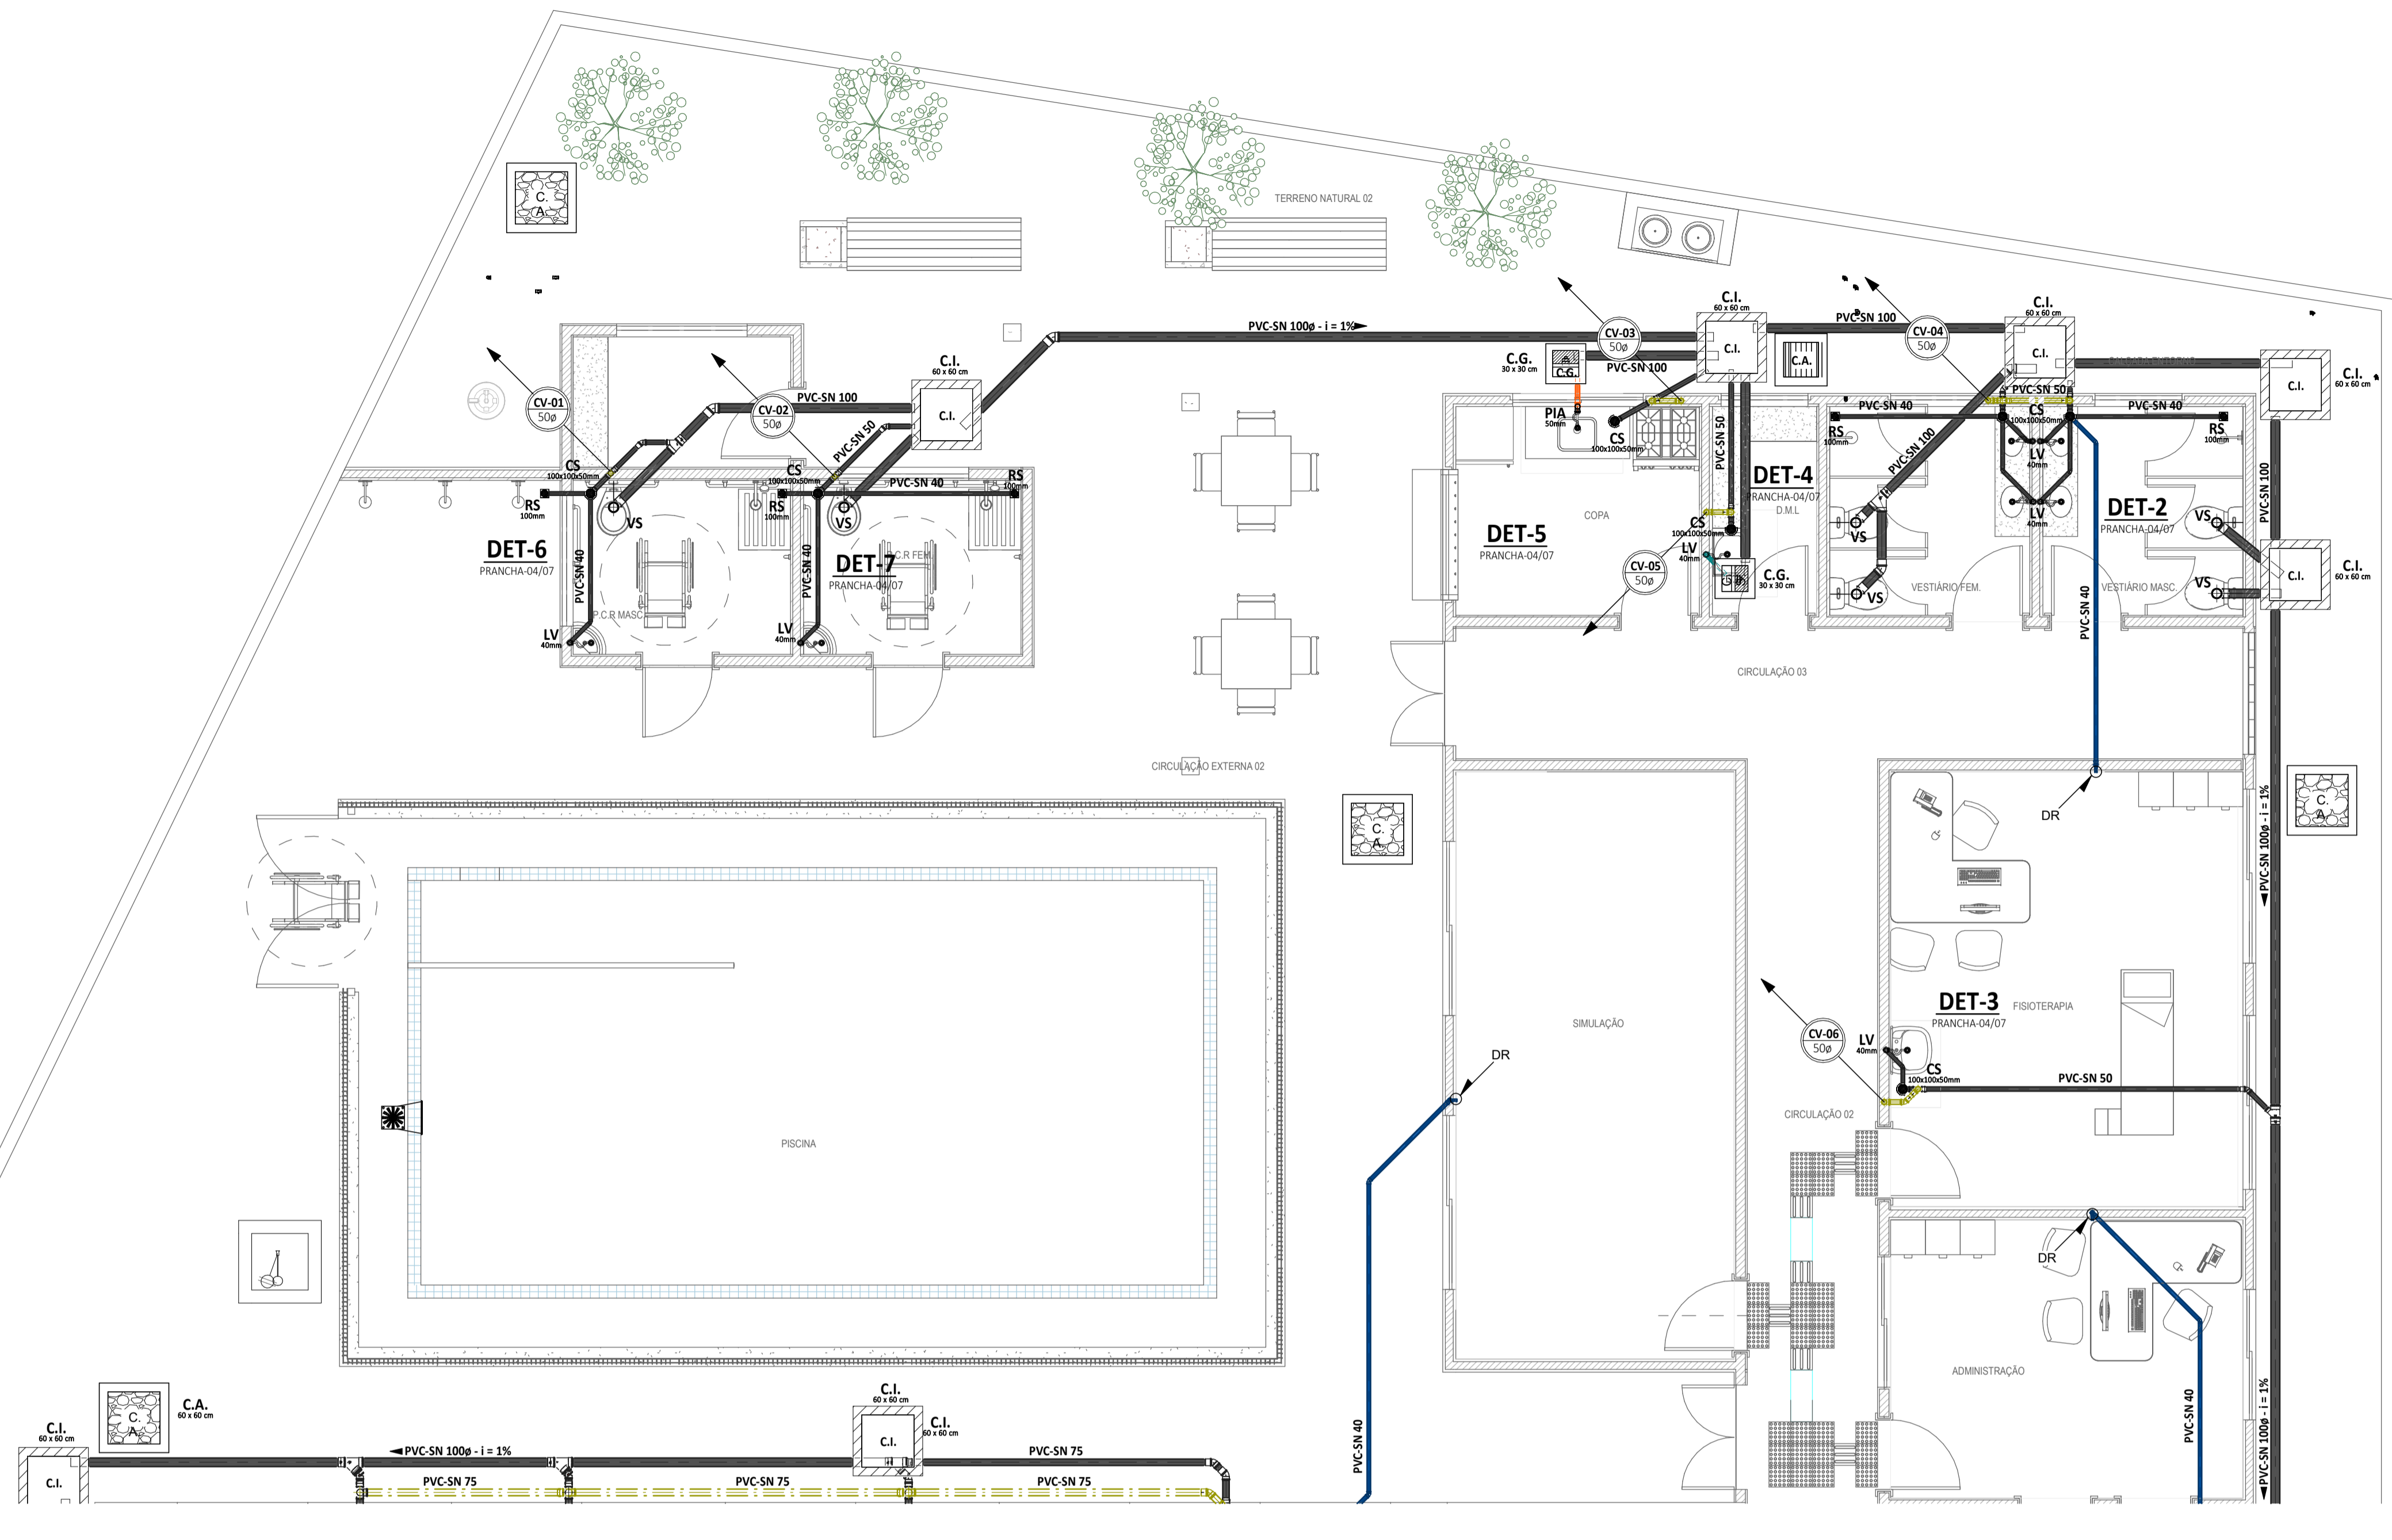 C.
A.
TERRENO NATURAL 02
C.I.
60 x 60 cm
C.I.
C.I.
60 x 60 cm
C.I.
PVC-SN 100ø - i = 1%
PVC-SN 100
CV-03
50ø
CV-04
50ø
C.G.
30 x 30 cm
C.G.
PVC-SN 100
C.A.
C.I.
60 x 60 cm
C.I.
C.I.
60 x 60 cm
C.I.
CV-01
50ø
CV-02
50ø
PVC-SN 100
PVC-SN 50
PIA
50mm
CS
100x100x50mm
PVC-SN 50
PVC-SN 50
PVC-SN 40
PVC-SN 40
CS
100x100x50mm
RS
100mm
RS
100mm
LV
40mm
LV
40mm
PVC-SN 100
PVC-SN 100
CS
100x100x50mm
CS
100x100x50mm
RS
100mm
RS
100mm
RS
100mm
PVC-SN 40
VS
VS
DET-6
PRANCHA-04/07
DET-7
PRANCHA-04/07
P.C.R FEM.
P.C.R MASC.
PVC-SN 40
PVC-SN 40
LV
40mm
LV
40mm
DET-5
PRANCHA-04/07
COPA
DET-4
PRANCHA-04/07
D.M.L
CS
100x100x50mm
LV
40mm
CV-05
50ø
C.G.
30 x 30 cm
DET-2
PRANCHA-04/07
VS
VS
VS
VS
VESTIÁRIO FEM.
VESTIÁRIO MASC.
C.I.
60 x 60 cm
C.I.
PVC-SN 40
CIRCULAÇÃO 03
CIRCULAÇÃO EXTERNA 02
C.
A.
C.
A.
DR
PVC-SN 100ø - i = 1%
DET-3
PRANCHA-04/07
FISIOTERAPIA
SIMULAÇÃO
CV-06
50ø
LV
40mm
CS
100x100x50mm
PVC-SN 50
DR
CIRCULAÇÃO 02
PISCINA
DR
ADMINISTRAÇÃO
PVC-SN 40
PVC-SN 40
PVC-SN 100ø - i = 1%
C.I.
60 x 60 cm
C.I.
C.
A.
C.A.
60 x 60 cm
C.I.
60 x 60 cm
C.I.
60 x 60 cm
C.I.
PVC-SN 100ø - i = 1%
PVC-SN 75
PVC-SN 75
PVC-SN 75
PVC-SN 75